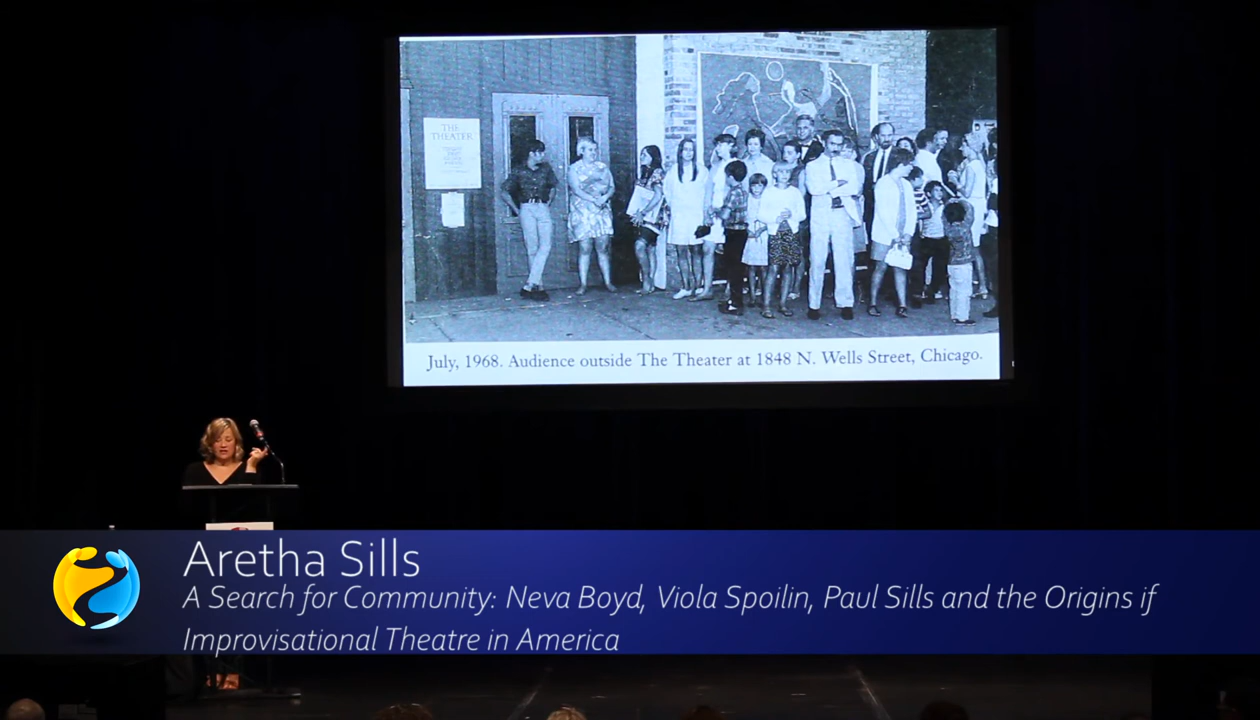 THE
THEATER
July, 1968. Audience outside The Theater at 1848 N. Wells Street, Chicago.
Aretha Sills
A Search for Community: Neva Boyd, Viola Spoilin, Paul Sills and the Origins if
Improvisational Theatre in America